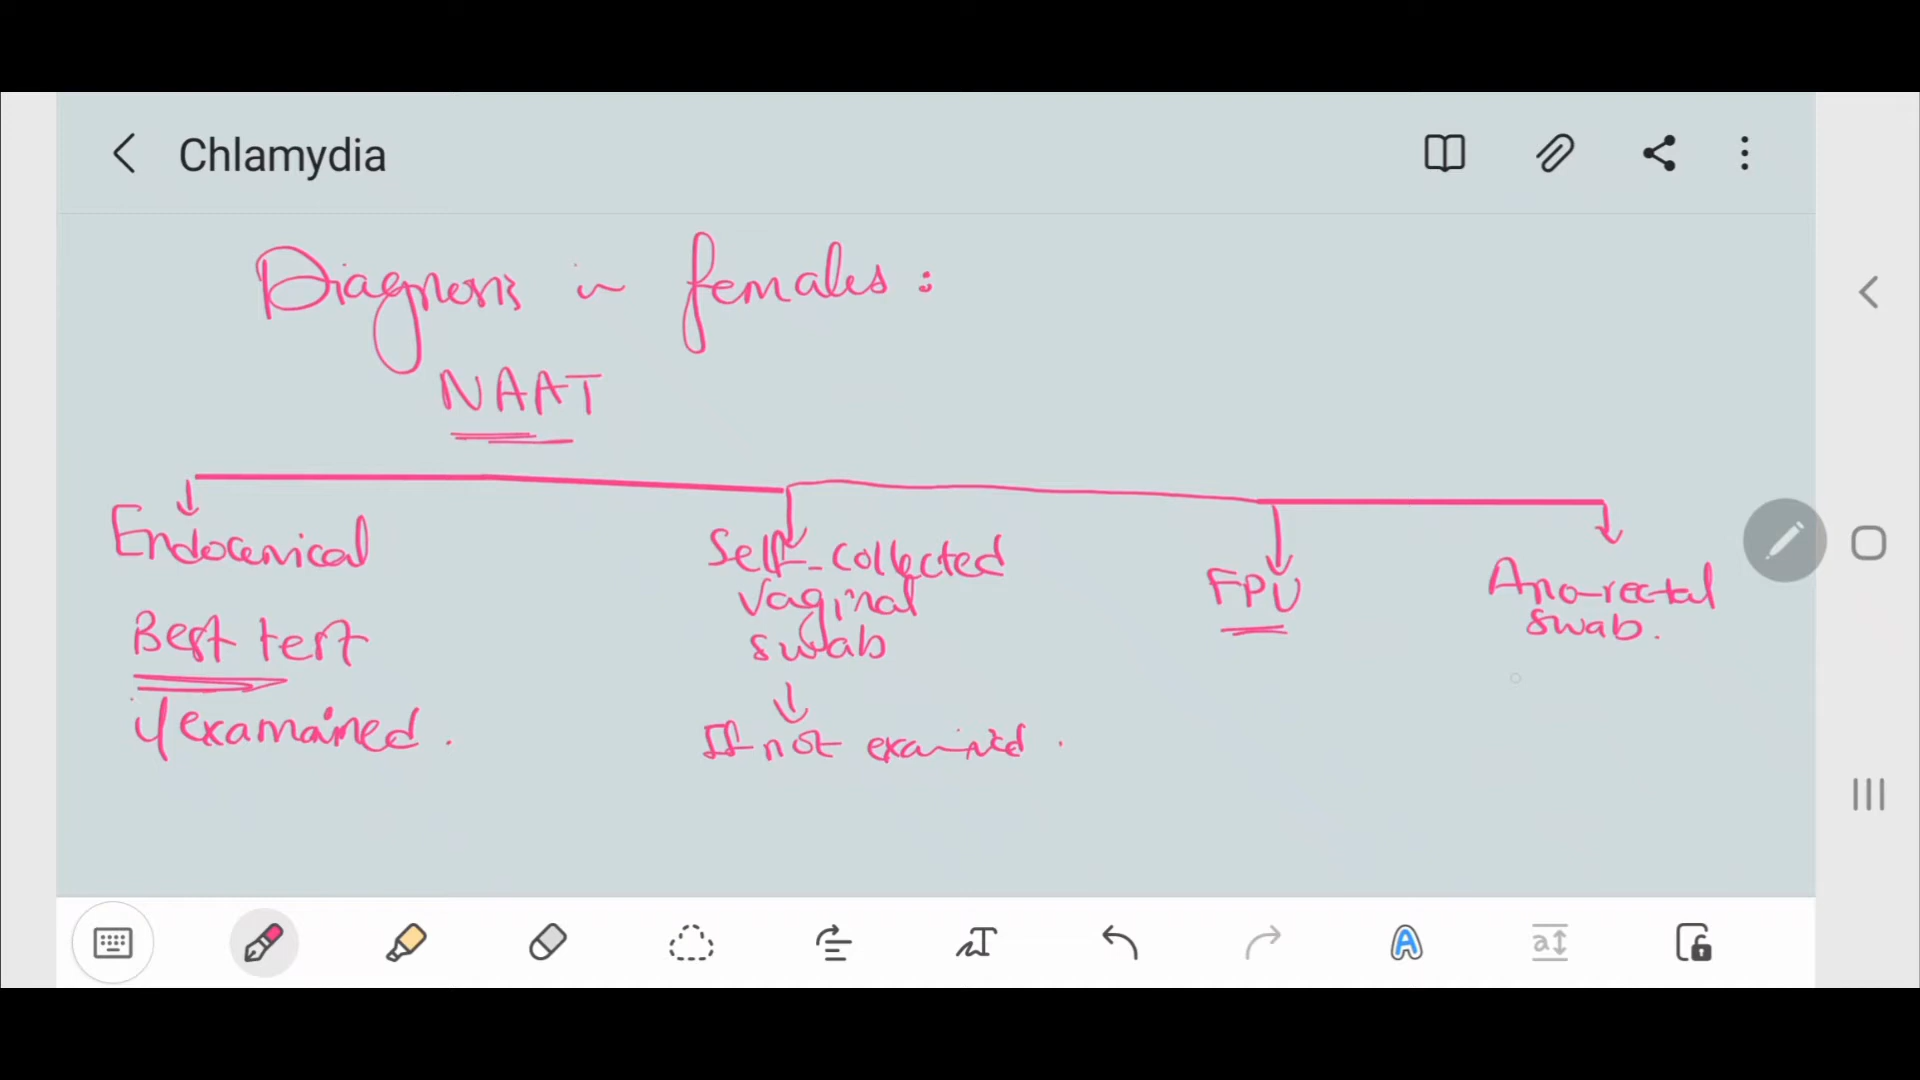 Chlamydia
Diagnosis in females:
NAAT
Endocervical
Best test
if examained.
Self-collected
vaginal
swab
If not examined.
FPU
Ano-rectal
swab.